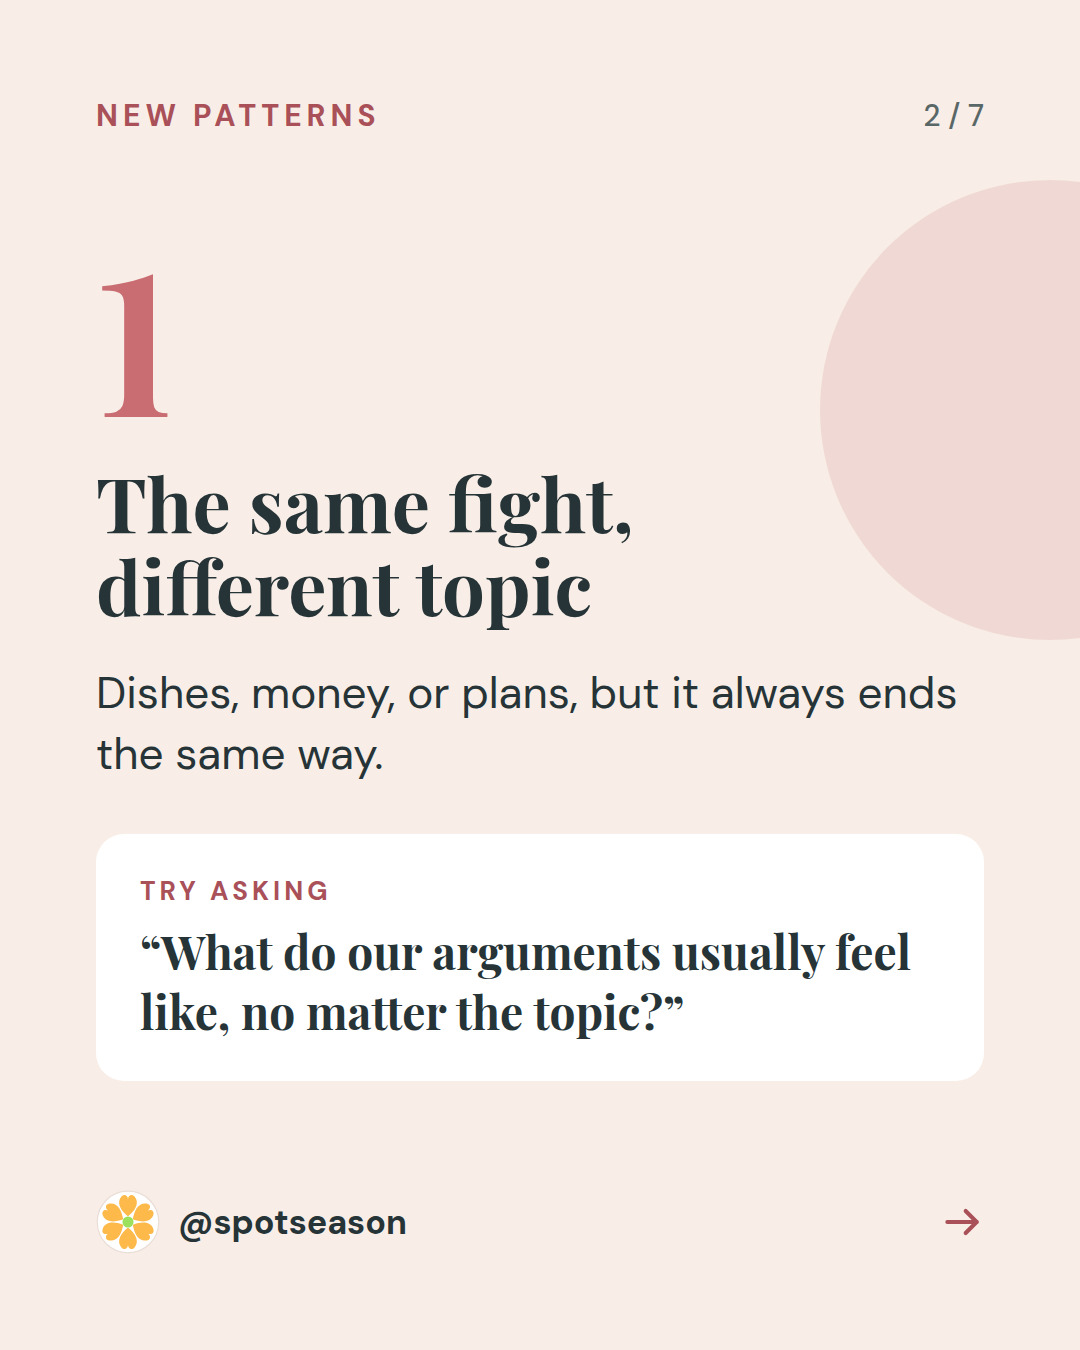 NEW PATTERNS
2 / 7
1
The same fight,
different topic
Dishes, money, or plans, but it always ends
the same way.
TRY ASKING
“What do our arguments usually feel
like, no matter the topic?”
@spotseason